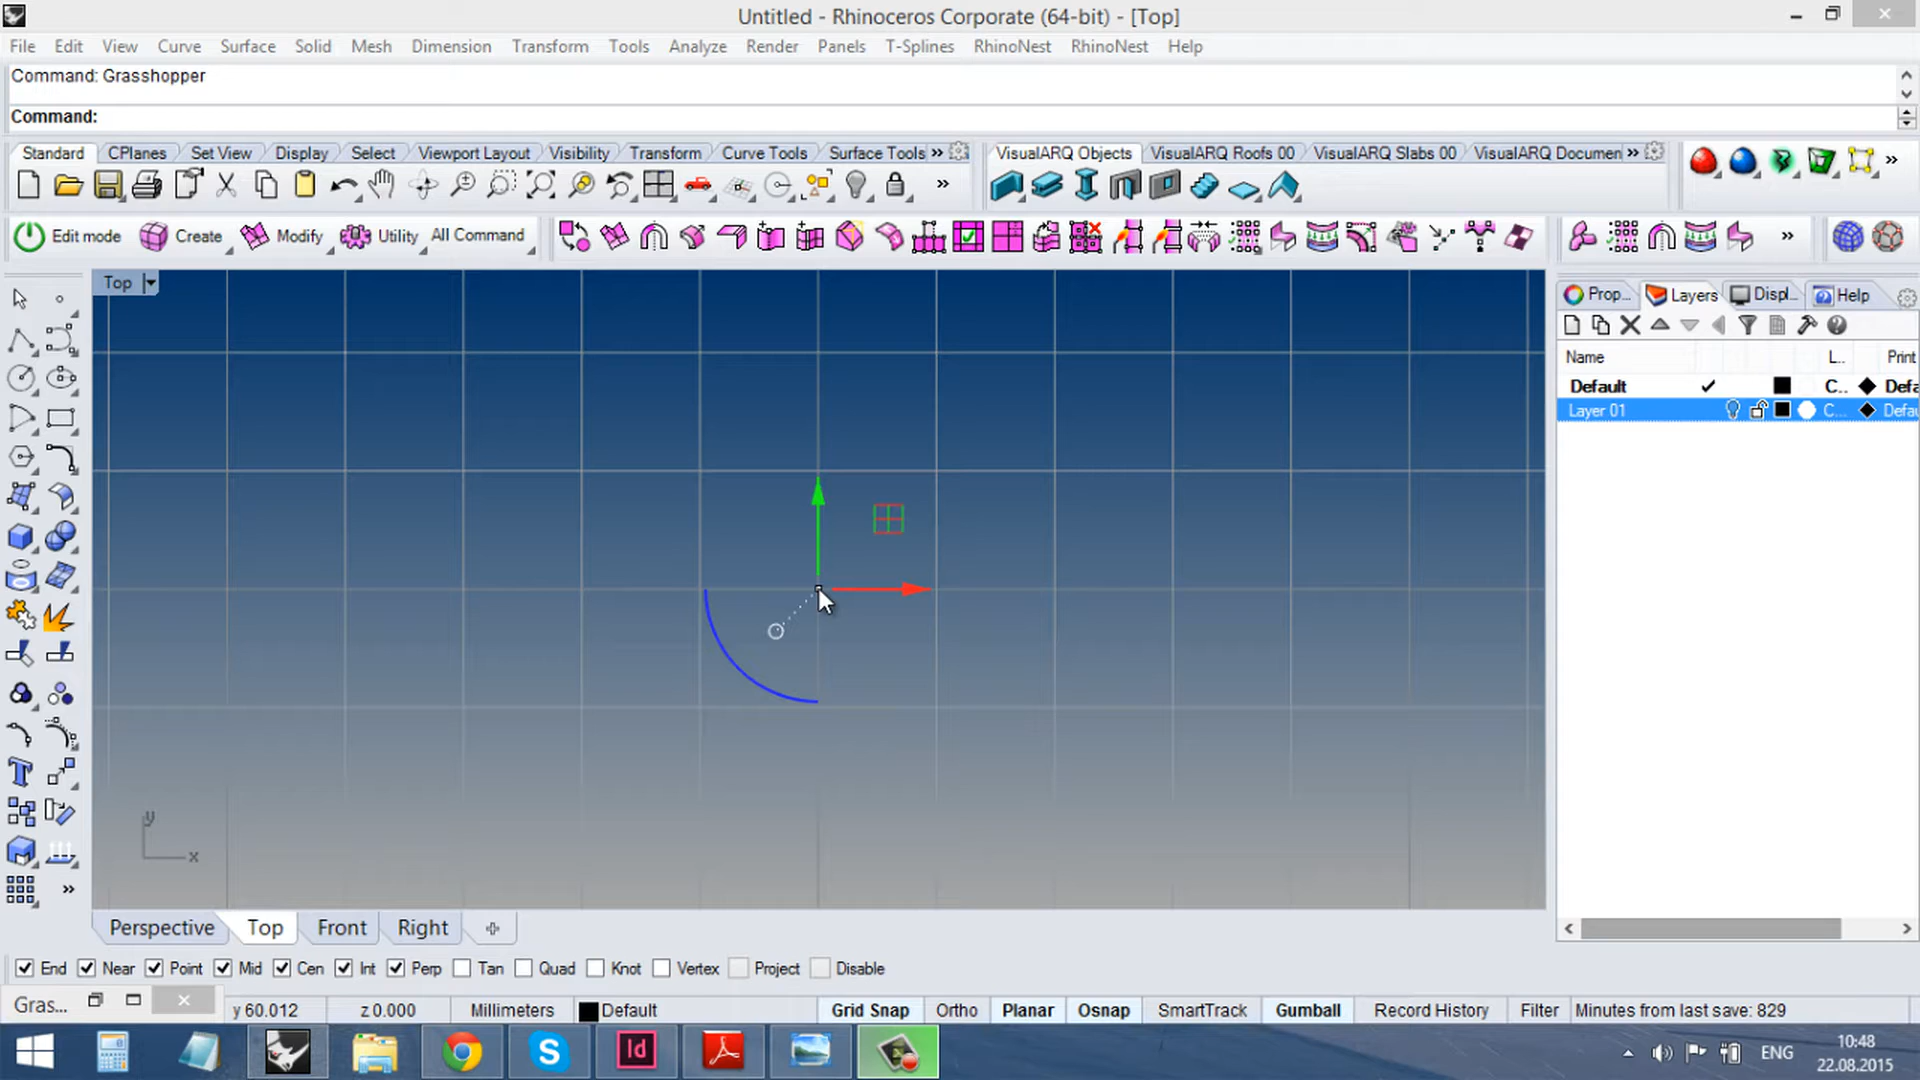 Untitled - Rhinoceros Corporate (64-bit) - [Top]
File Edit View Curve Surface Solid Mesh Dimension Transform Tools Analyze Render Panels T-Splines RhinoNest RhinoNest Help
Command: Grasshopper
Command:
Standard CPlanes Set View Display Select Viewport Layout Visibility Transform Curve Tools Surface Tools » VisualARQ Objects VisualARQ Roofs 00 VisualARQ Slabs 00 VisualARQ Documen » »
»
Edit mode Create Modify Utility All Command »
Top
Prop... Layers Displ... Help
Name L.. Print
Default C.. Defa
Layer 01 C... Defau
y
x
»
Perspective Top Front Right
End Near Point Mid Cen Int Perp Tan Quad Knot Vertex Project Disable
Gras... y 60.012 z 0.000 Millimeters Default Grid Snap Ortho Planar Osnap SmartTrack Gumball Record History Filter Minutes from last save: 829
S Id ENG 10:48
22.08.2015